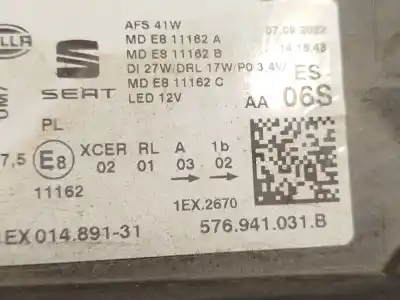 HELLA
AFS 41W
MD E8 11162 A
MD E8 11162 B
DI 27W/DRL 17W/PO 3,4W/
MD E8 11162 C
LED 12V
SEAT
07.09.2022
14:15:43
ES
AA 06S
PL
7,5 E8 XCER RL A 1b
02 01 03 02
11162
1EX.2670
EX 014.891-31
576.941.031.B